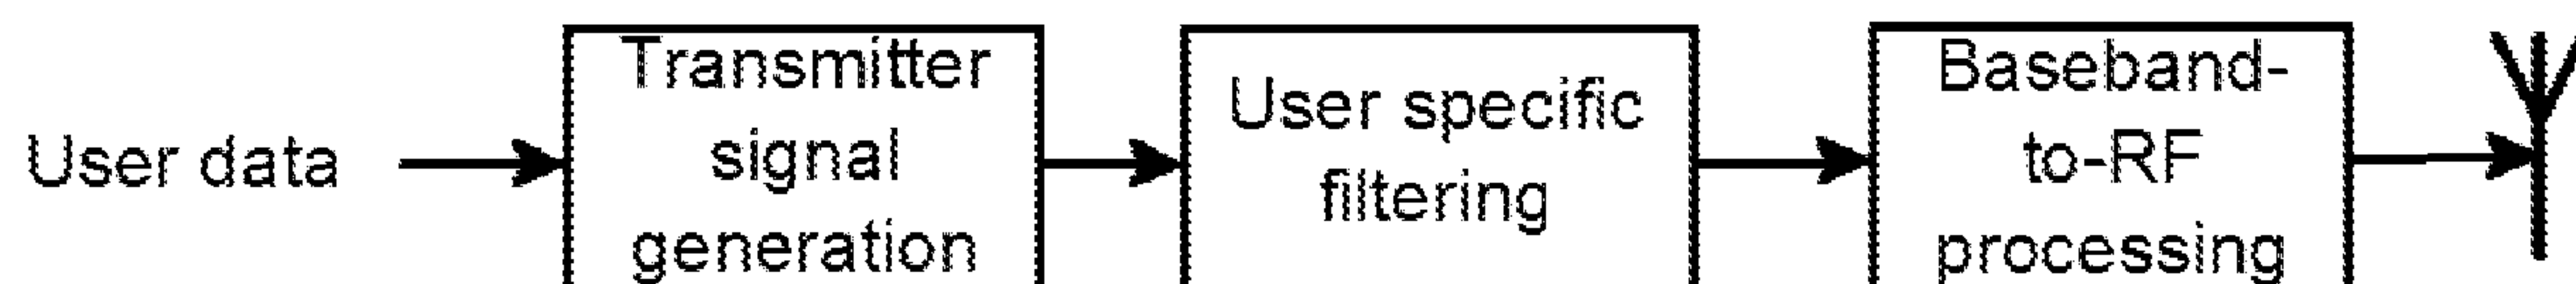 User data
Transmitter
signal
generation
User specific
filtering
Baseband-
to-RF
processing